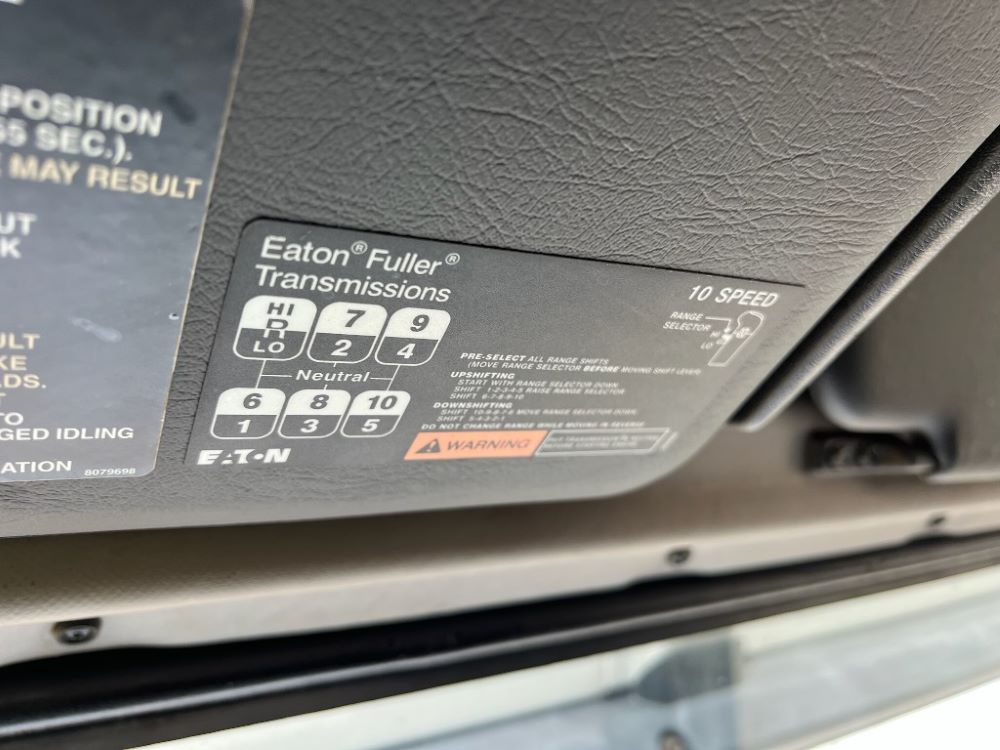 POSITION
55 SEC.).
MAY RESULT
UT
K
ULT
KE
ADS.
T
TO
GED IDLING
ATION
8079698
Eaton® Fuller®
Transmissions
10 SPEED
HI
R
LO
7
2
9
4
Neutral
6
1
8
3
10
5
EATON
RANGE
SELECTOR
HI
LO
PRE-SELECT ALL RANGE SHIFTS
(MOVE RANGE SELECTOR BEFORE MOVING SHIFT LEVER)
UPSHIFTING
START WITH RANGE SELECTOR DOWN
SHIFT 1-2-3-4-5 RAISE RANGE SELECTOR
SHIFT 6-7-8-9-10
DOWNSHIFTING
SHIFT 10-9-8-7-6 MOVE RANGE SELECTOR DOWN
SHIFT 5-4-3-2-1
DO NOT CHANGE RANGE WHILE MOVING IN REVERSE
WARNING